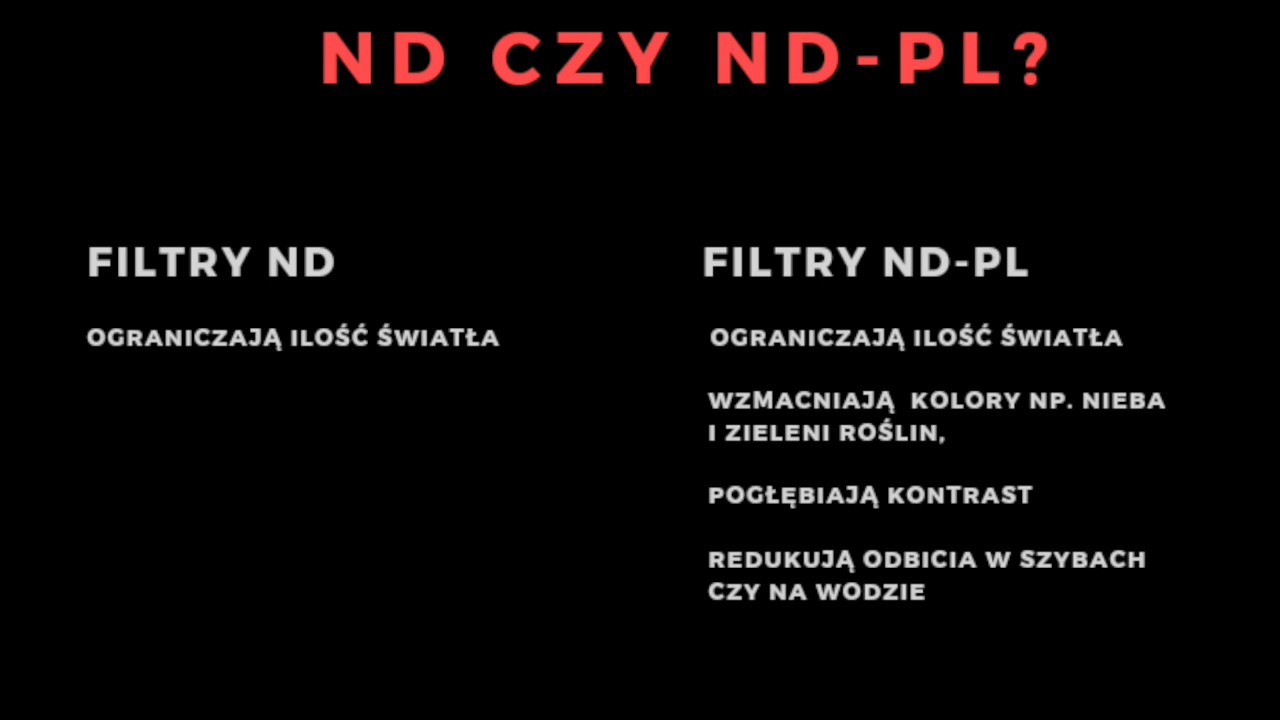 ND CZY ND-PL?
FILTRY ND
OGRANICZAJĄ ILOŚĆ ŚWIATŁA
FILTRY ND-PL
OGRANICZAJĄ ILOŚĆ ŚWIATŁA
WZMACNIAJĄ KOLORY NP. NIEBA
I ZIELENI ROŚLIN,
POGŁĘBIAJĄ KONTRAST
REDUKUJĄ ODBICIA W SZYBACH
CZY NA WODZIE